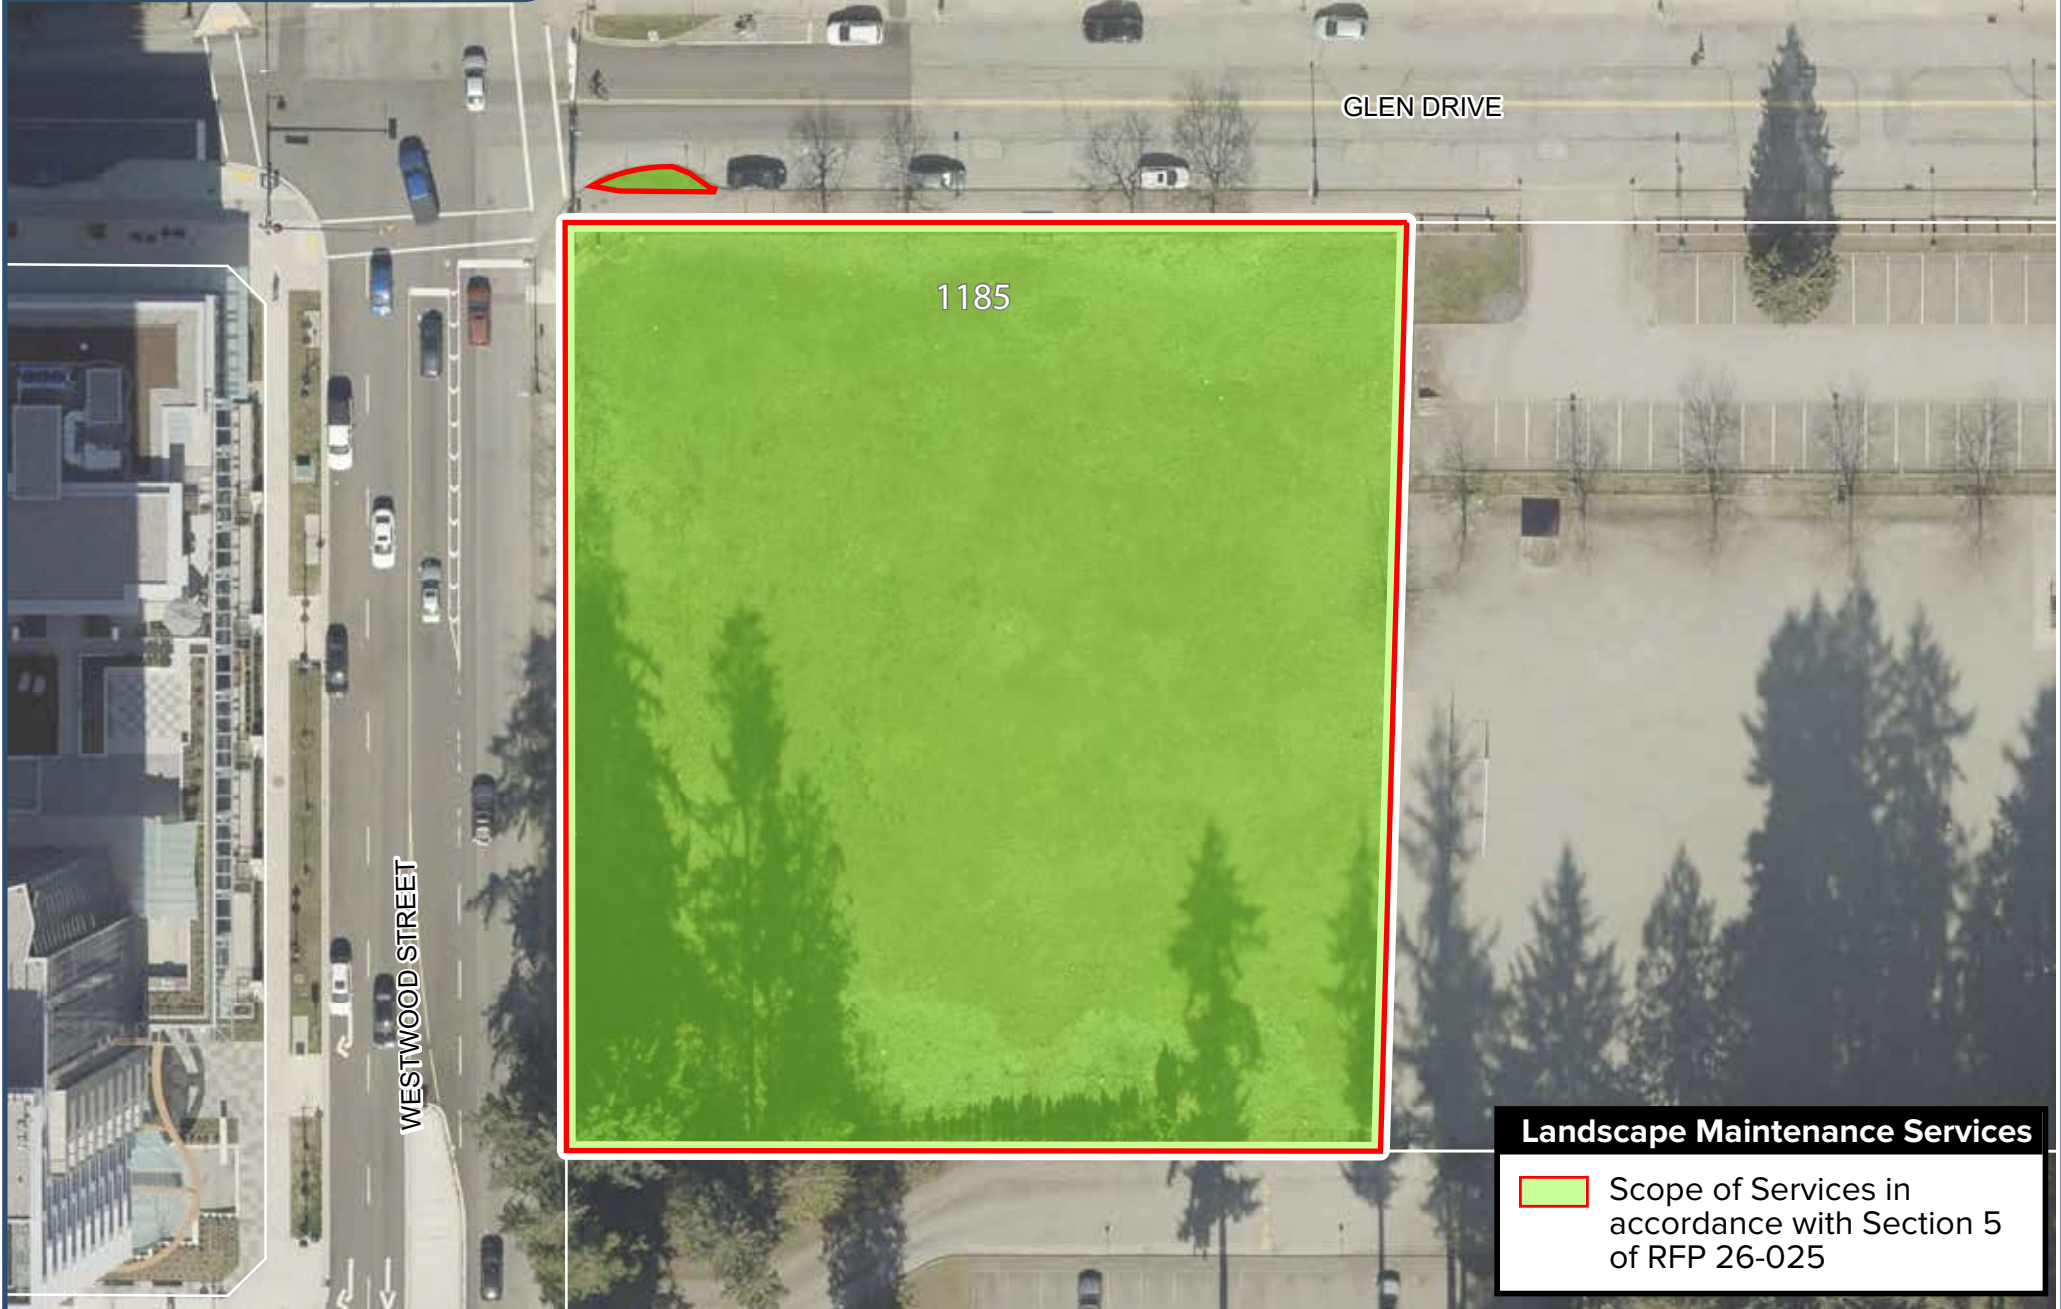 GLEN DRIVE
1185
WESTWOOD STREET
Landscape Maintenance Services
Scope of Services in
accordance with Section 5
of RFP 26-025